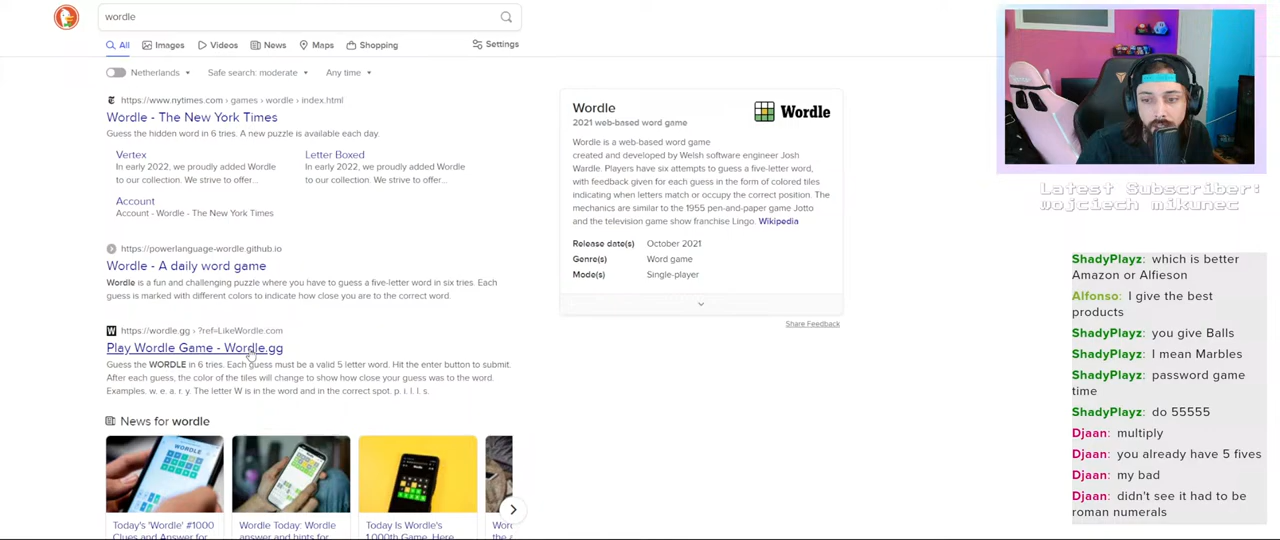 wordle
All
Images
Videos
News
Maps
Shopping
Settings
Netherlands
Safe search: moderate
Any time
https://www.nytimes.com › games › wordle › index.html
Wordle - The New York Times
Guess the hidden word in 6 tries. A new puzzle is available each day.
Vertex
In early 2022, we proudly added Wordle
to our collection. We strive to offer...
Letter Boxed
In early 2022, we proudly added Wordle
to our collection. We strive to offer...
Account
Account - Wordle - The New York Times
https://powerlanguage-wordle.github.io
Wordle - A daily word game
Wordle is a fun and challenging puzzle where you have to guess a five-letter word in six tries. Each
guess is marked with different colors to indicate how close you are to the correct word.
W https://wordle.gg › ?ref=LikeWordle.com
Play Wordle Game - Wordle.gg
Guess the WORDLE in 6 tries. Each guess must be a valid 5 letter word. Hit the enter button to submit.
After each guess, the color of the tiles will change to show how close your guess was to the word.
Examples. w. e. a. r. y. The letter W is in the word and in the correct spot. p. i. l. l. s.
News for wordle
WORDLE
Today's 'Wordle' #1000
Clues and Answer for
Wordle Today: Wordle
answer and hints for
Today Is Wordle's
1,000th Game. Here
Wordle
2021 web-based word game
Wordle
Wordle is a web-based word game
created and developed by Welsh software engineer Josh
Wardle. Players have six attempts to guess a five-letter word,
with feedback given for each guess in the form of colored tiles
indicating when letters match or occupy the correct position. The
mechanics are similar to the 1955 pen-and-paper game Jotto
and the television game show franchise Lingo. Wikipedia
Release date(s) October 2021
Genre(s) Word game
Mode(s) Single-player
Share Feedback
Latest Subscriber:
wojciech mikunec
ShadyPlayz: which is better
Amazon or Alfieson
Alfonso: I give the best
products
ShadyPlayz: you give Balls
ShadyPlayz: I mean Marbles
ShadyPlayz: password game
time
ShadyPlayz: do 55555
Djaan: multiply
Djaan: you already have 5 fives
Djaan: my bad
Djaan: didn't see it had to be
roman numerals